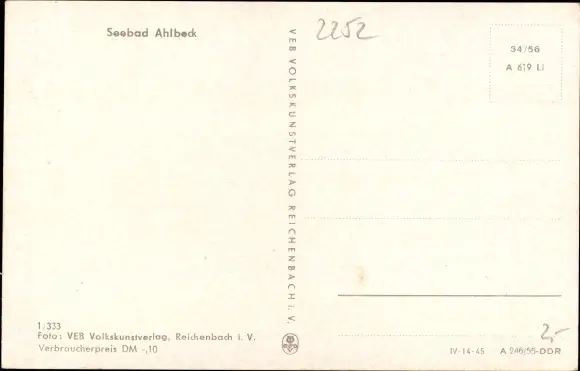 Seebad Ahlbeck
2252
34/56
A 619 Li
VEB VOLKSKUNSTVERLAG REICHENBACH i. V.
1/333
Foto: VEB Volkskunstverlag, Reichenbach i. V.
Verbraucherpreis DM -,10
2,-
IV-14-45 A 246/55-DDR